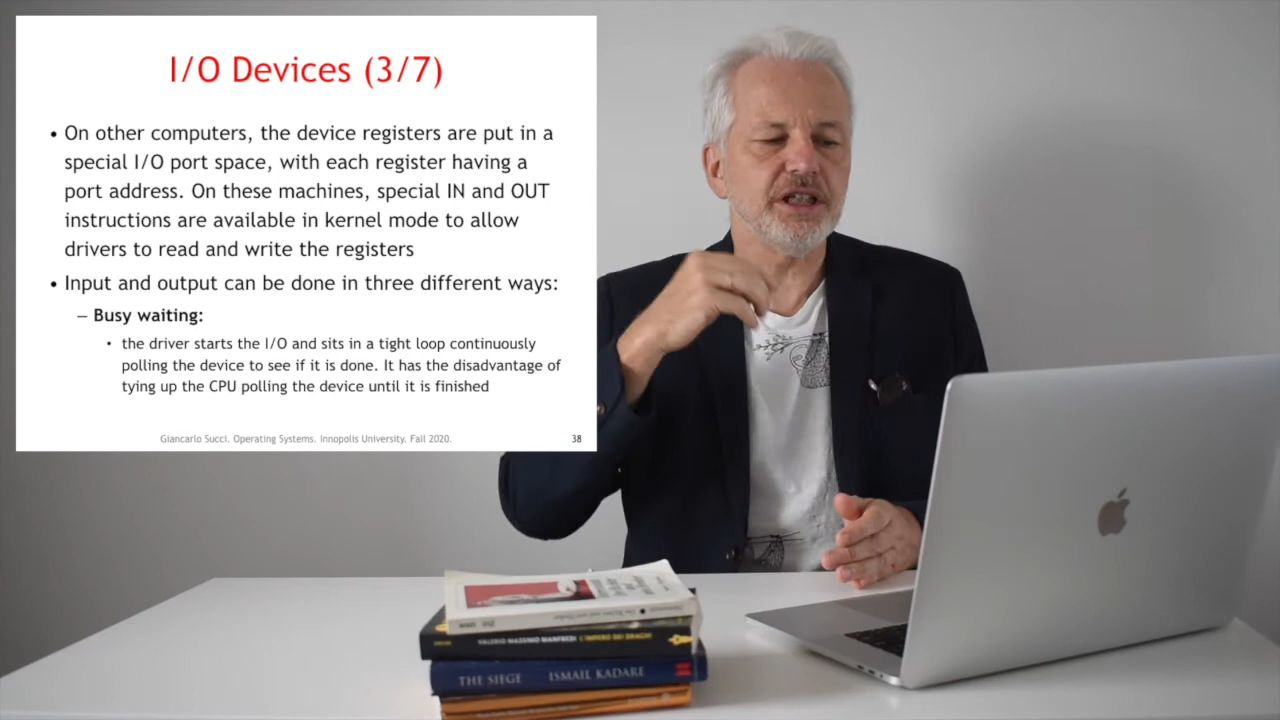 I/O Devices (3/7)
• On other computers, the device registers are put in a
special I/O port space, with each register having a
port address. On these machines, special IN and OUT
instructions are available in kernel mode to allow
drivers to read and write the registers
• Input and output can be done in three different ways:
– Busy waiting:
• the driver starts the I/O and sits in a tight loop continuously
polling the device to see if it is done. It has the disadvantage of
tying up the CPU polling the device until it is finished
Giancarlo Succi. Operating Systems. Innopolis University. Fall 2020.
38
VALERIO MASSIMO MANFREDI L'IMPERO DEI DRAGHI
THE SIEGE ISMAIL KADARE